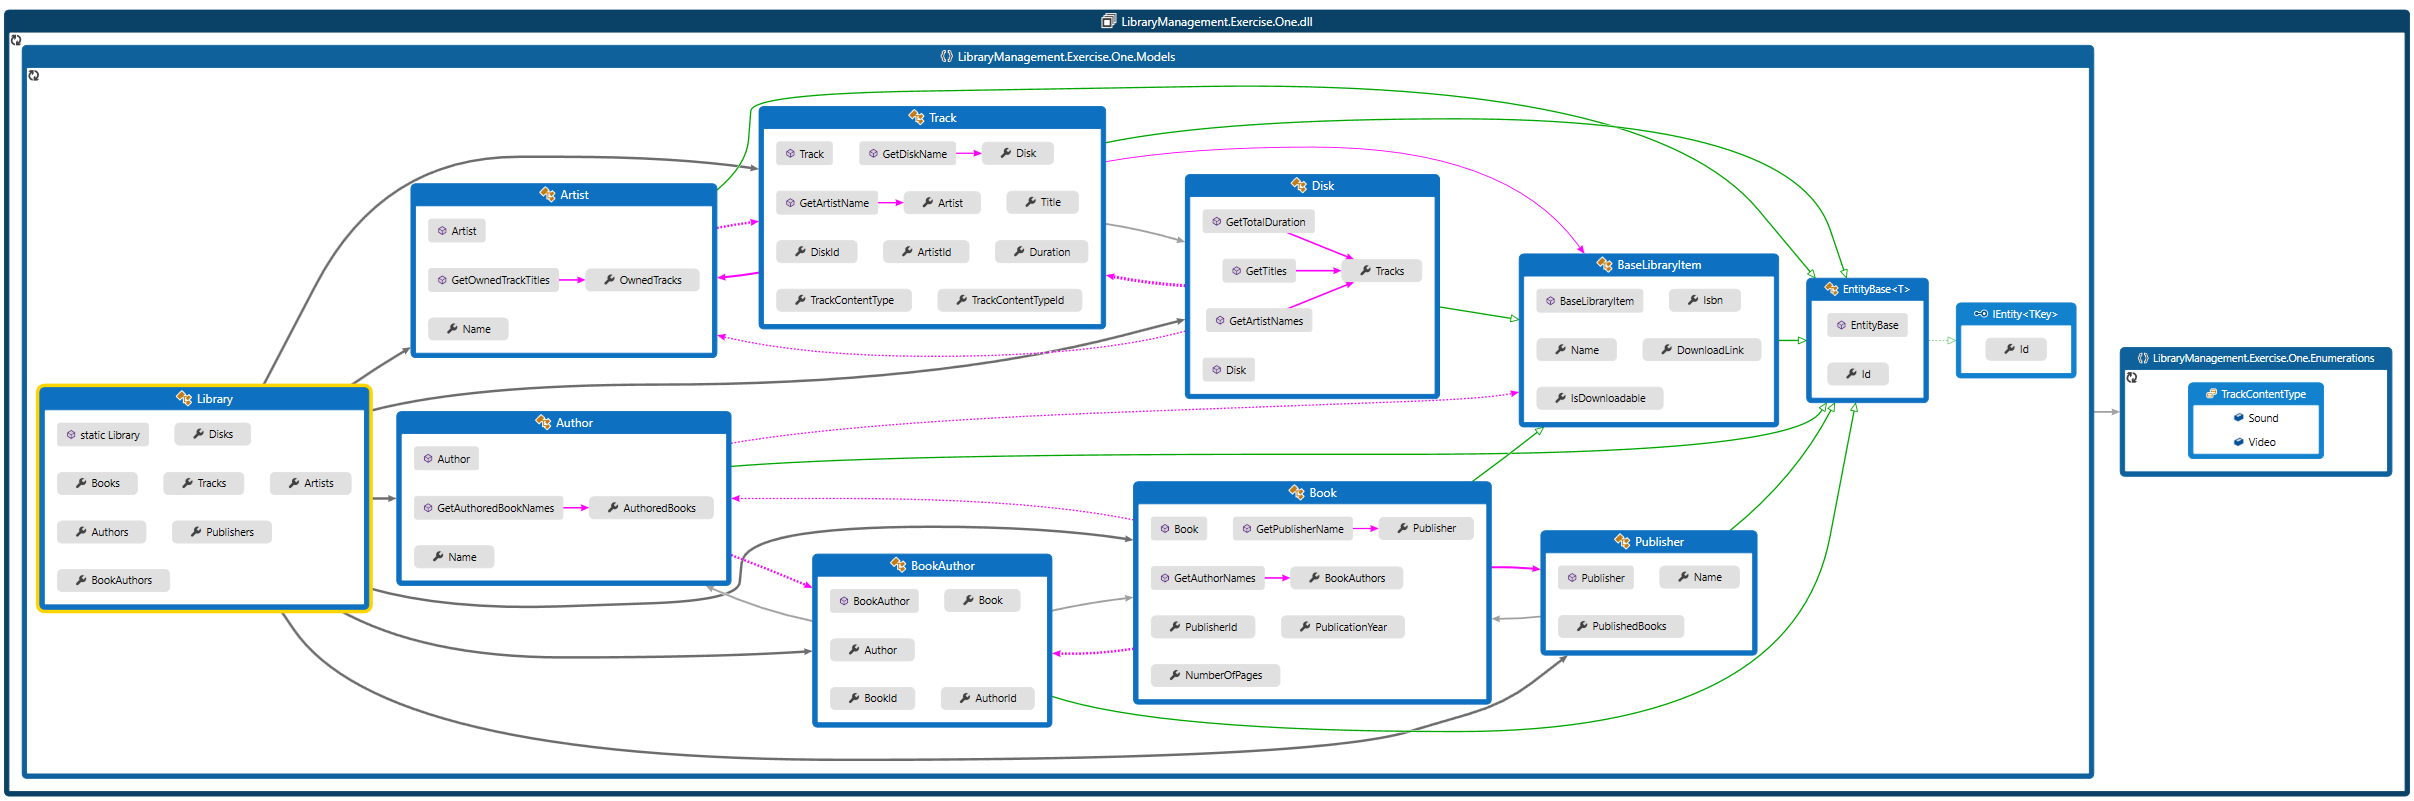 LibraryManagement.Exercise.One.dll
LibraryManagement.Exercise.One.Models
Track
Track
GetDiskName
Disk
GetArtistName
Artist
Title
DiskId
ArtistId
Duration
TrackContentType
TrackContentTypeId
Artist
Artist
GetOwnedTrackTitles
OwnedTracks
Name
Disk
GetTotalDuration
GetTitles
Tracks
GetArtistNames
Disk
BaseLibraryItem
BaseLibraryItem
Isbn
Name
DownloadLink
IsDownloadable
EntityBase<T>
EntityBase
Id
IEntity<TKey>
Id
LibraryManagement.Exercise.One.Enumerations
TrackContentType
Sound
Video
Library
static Library
Disks
Books
Tracks
Artists
Authors
Publishers
BookAuthors
Author
Author
GetAuthoredBookNames
AuthoredBooks
Name
BookAuthor
BookAuthor
Book
Author
BookId
AuthorId
Book
Book
GetPublisherName
Publisher
GetAuthorNames
BookAuthors
PublisherId
PublicationYear
NumberOfPages
Publisher
Publisher
Name
PublishedBooks